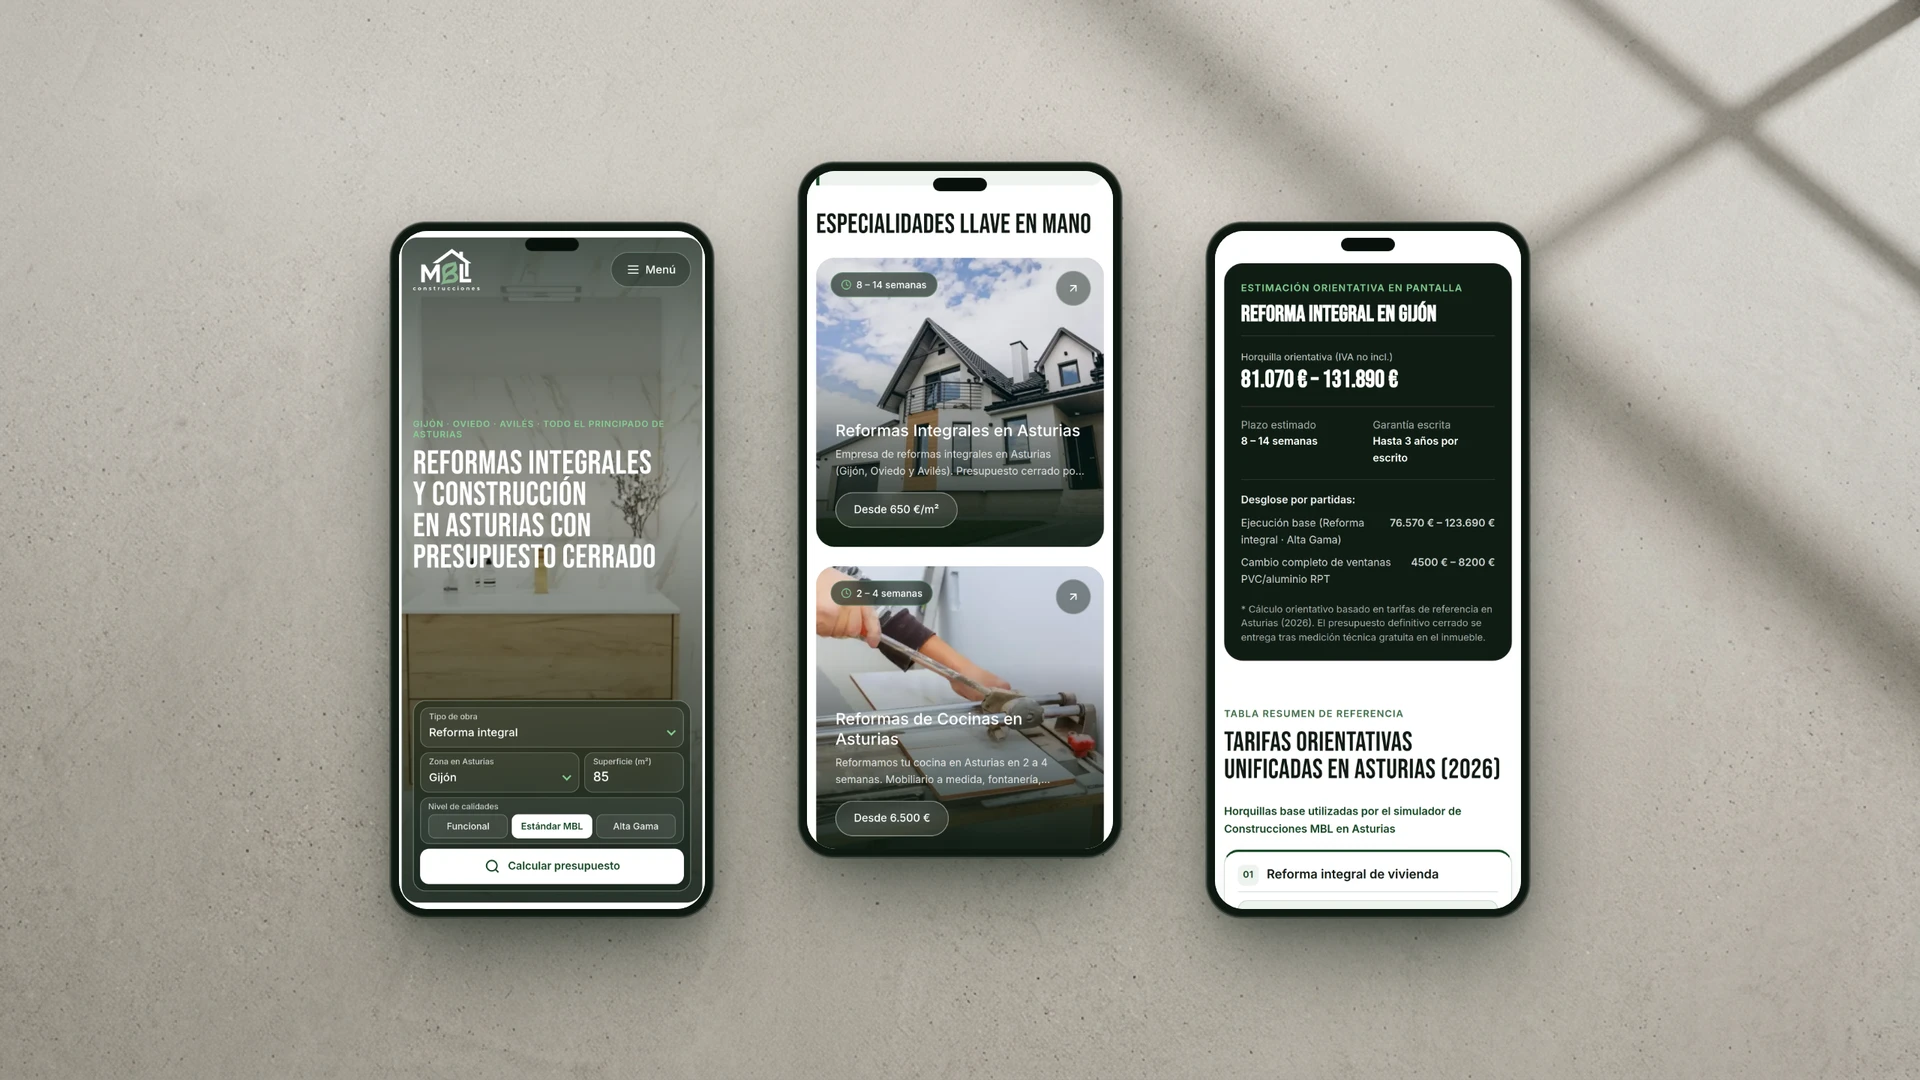 MBL
construcciones
Menú
GIJÓN · OVIEDO · AVILÉS · TODO EL PRINCIPADO DE
ASTURIAS
REFORMAS INTEGRALES
Y CONSTRUCCIÓN
EN ASTURIAS CON
PRESUPUESTO CERRADO
Tipo de obra
Reforma integral
Zona en Asturias
Gijón
Superficie (m²)
85
Nivel de calidades
Funcional
Estándar MBL
Alta Gama
Calcular presupuesto
ESPECIALIDADES LLAVE EN MANO
8 – 14 semanas
Reformas Integrales en Asturias
Empresa de reformas integrales en Asturias
(Gijón, Oviedo y Avilés). Presupuesto cerrado po...
Desde 650 €/m²
2 – 4 semanas
Reformas de Cocinas en
Asturias
Reformamos tu cocina en Asturias en 2 a 4
semanas. Mobiliario a medida, fontanería,...
Desde 6.500 €
ESTIMACIÓN ORIENTATIVA EN PANTALLA
REFORMA INTEGRAL EN GIJÓN
Horquilla orientativa (IVA no incl.)
81.070 € – 131.890 €
Plazo estimado
8 – 14 semanas
Garantía escrita
Hasta 3 años por
escrito
Desglose por partidas:
Ejecución base (Reforma
integral · Alta Gama)
76.570 € – 123.690 €
Cambio completo de ventanas
PVC/aluminio RPT
4500 € – 8200 €
* Cálculo orientativo basado en tarifas de referencia en
Asturias (2026). El presupuesto definitivo cerrado se
entrega tras medición técnica gratuita en el inmueble.
TABLA RESUMEN DE REFERENCIA
TARIFAS ORIENTATIVAS
UNIFICADAS EN ASTURIAS (2026)
Horquillas base utilizadas por el simulador de
Construcciones MBL en Asturias
01
Reforma integral de vivienda